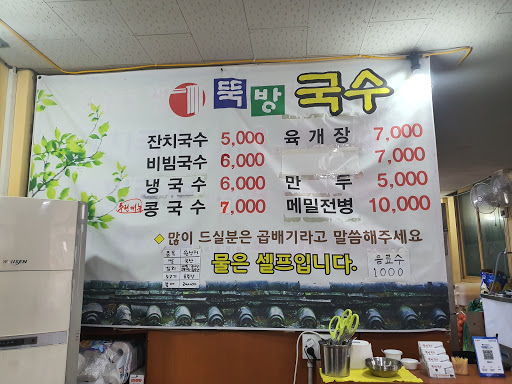 뚝방 국수
잔치국수 5,000
비빔국수 6,000
냉국수 6,000
콩국수 7,000
육개장 7,000
7,000
만두 5,000
메밀전병 10,000
◆많이 드실분은 곱배기라고 말씀해주세요
물은 셀프입니다.
음료수
1000